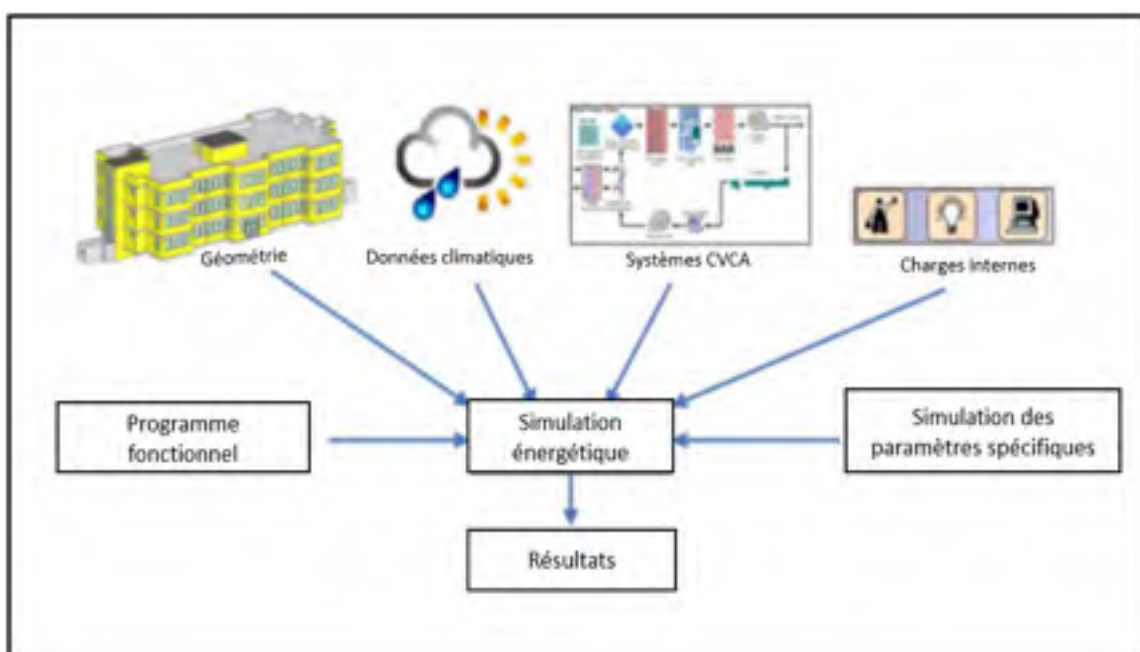 Géométrie
Données climatiques
Systèmes CVCA
Charges Internes
Programme
fonctionnel
Simulation
énergétique
Simulation des
paramètres spécifiques
Résultats